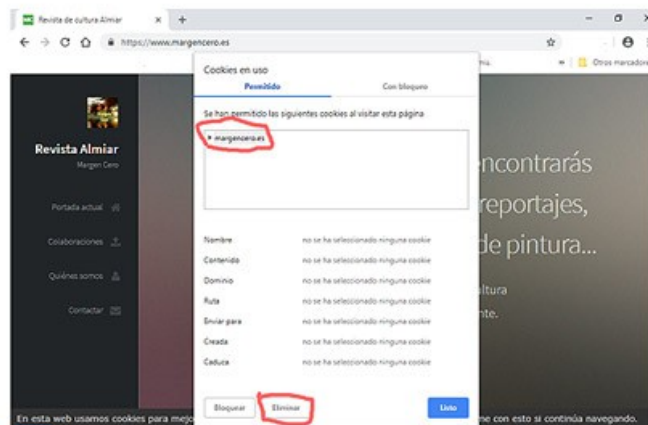 Revista de cultura Almiar
https://www.margencero.es
Otros marcadores
Cookies en uso
Permitido
Con bloqueo
Se han permitido las siguientes cookies al visitar esta página
margencero.es
Revista Almiar
Margen Cero
Portada actual
Colaboraciones
Quiénes somos
Contactar
ncontrarás
reportajes,
de pintura...
ltura
nte.
Nombre no se ha seleccionado ninguna cookie
Contenido no se ha seleccionado ninguna cookie
Dominio no se ha seleccionado ninguna cookie
Ruta no se ha seleccionado ninguna cookie
Enviar para no se ha seleccionado ninguna cookie
Creada no se ha seleccionado ninguna cookie
Caduca no se ha seleccionado ninguna cookie
Bloquear Eliminar Listo
En esta web usamos cookies para mejo me con esto si continúa navegando.